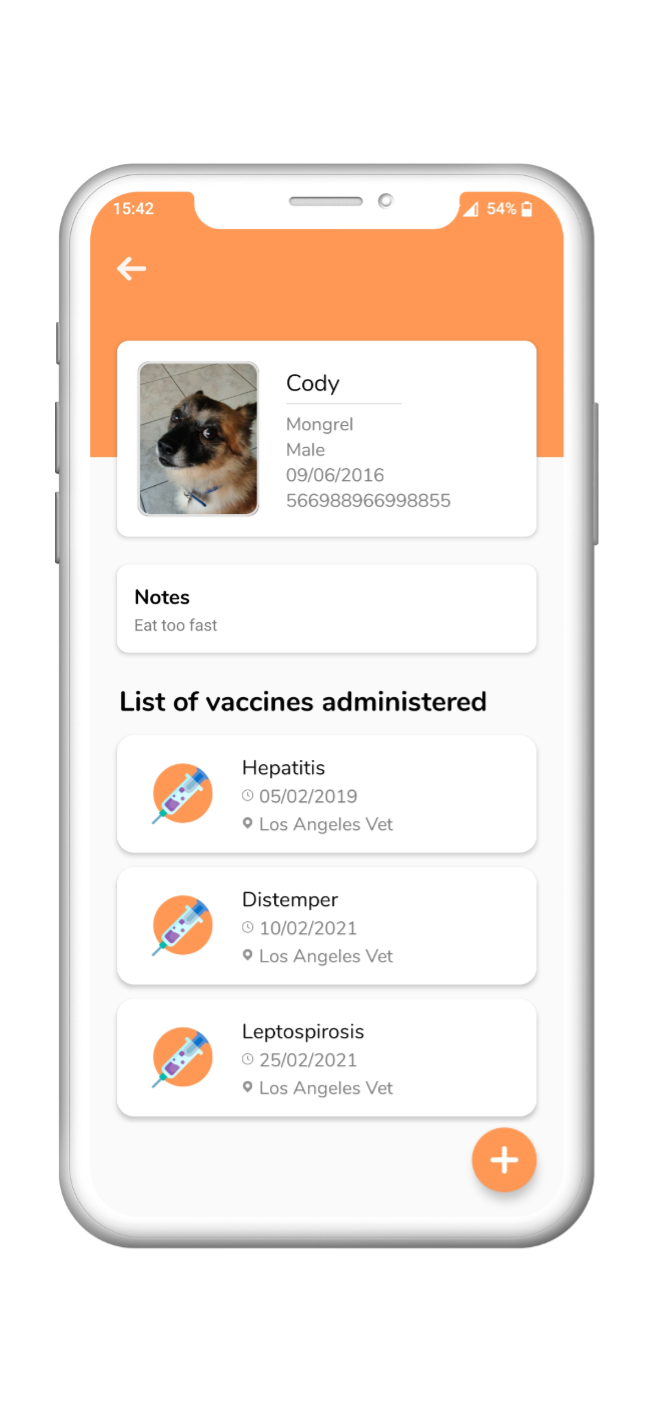 15:42
54%
Cody
Mongrel
Male
09/06/2016
566988966998855
Notes
Eat too fast
List of vaccines administered
Hepatitis
05/02/2019
Los Angeles Vet
Distemper
10/02/2021
Los Angeles Vet
Leptospirosis
25/02/2021
Los Angeles Vet